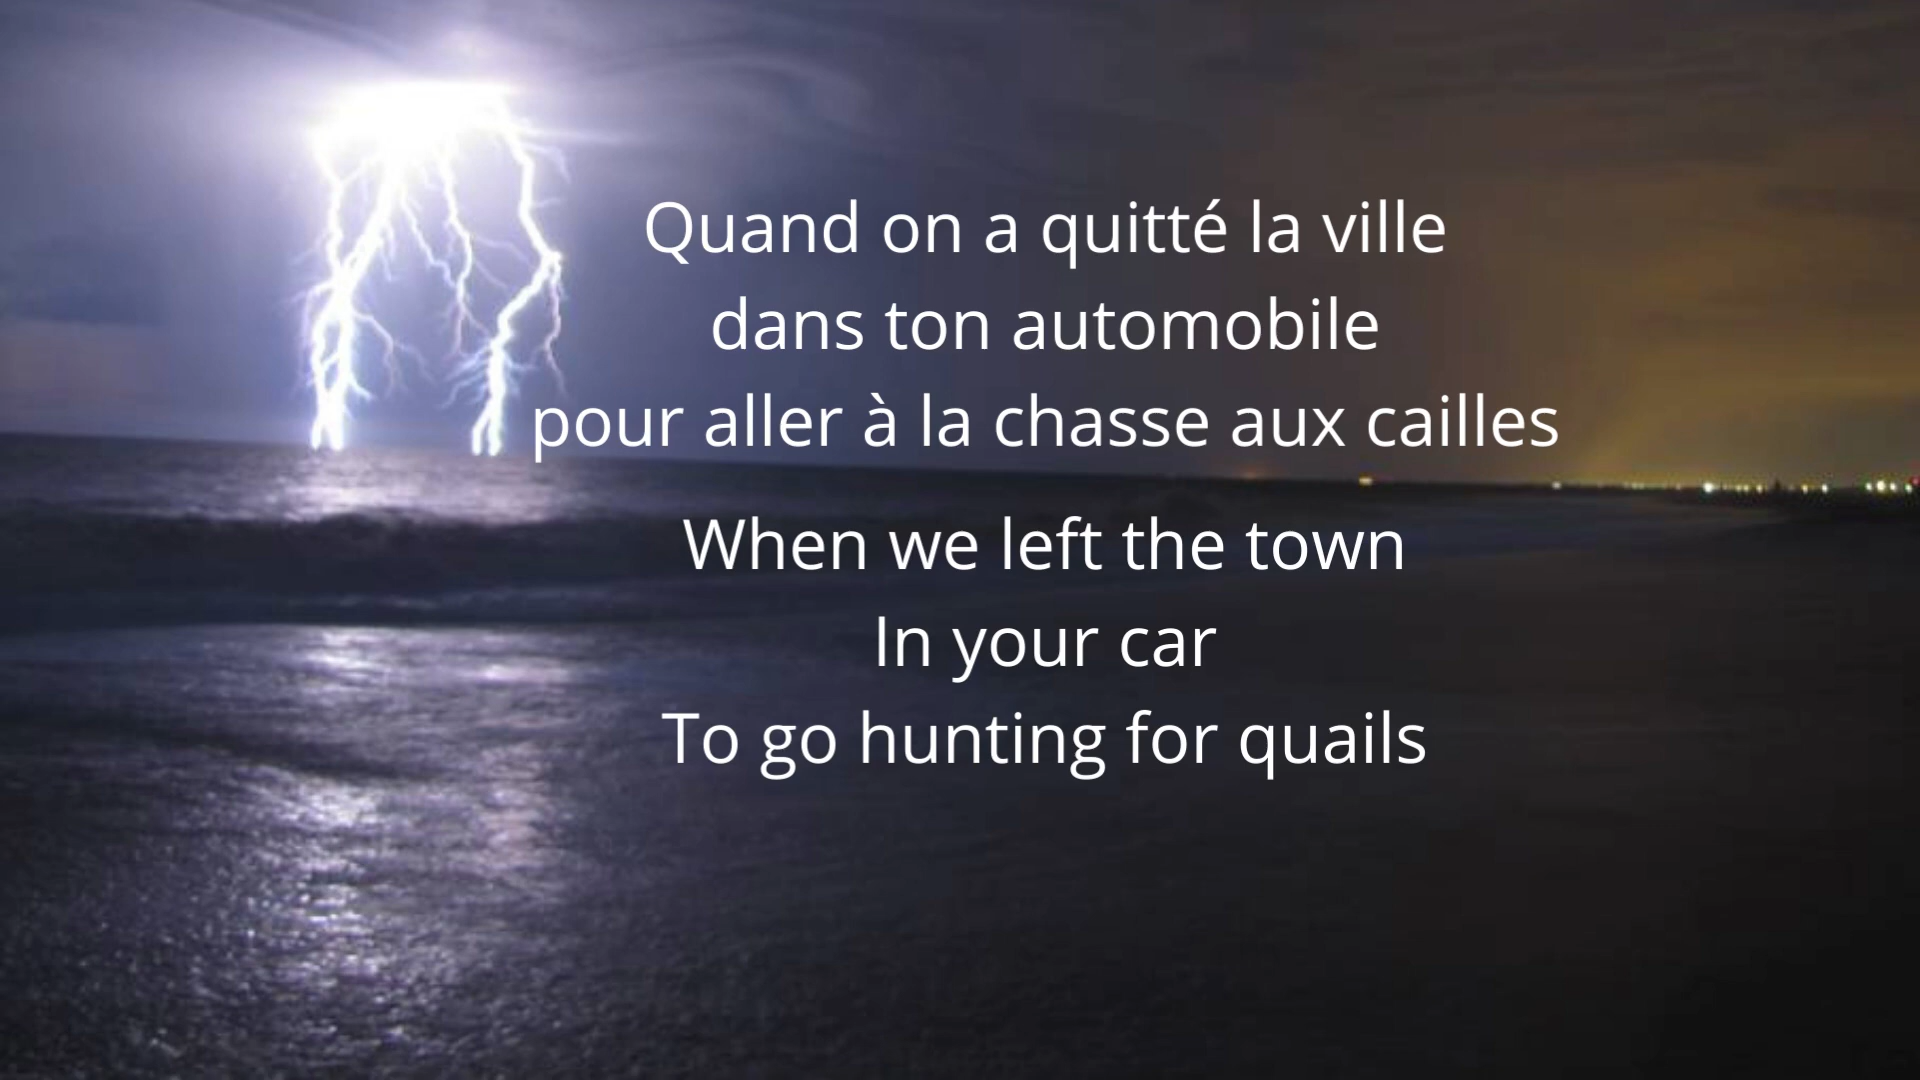 Quand on a quitté la ville
dans ton automobile
pour aller à la chasse aux cailles
When we left the town
In your car
To go hunting for quails